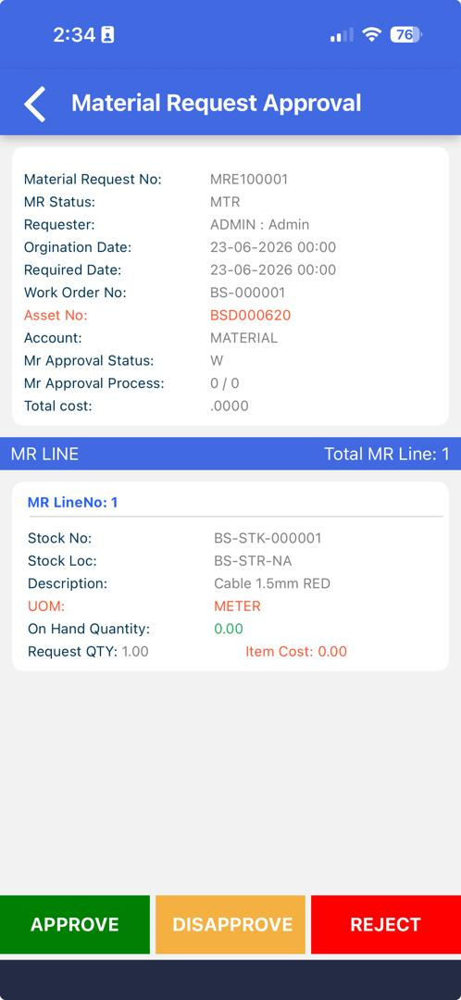 2:34
76
Material Request Approval
Material Request No: MRE100001
MR Status: MTR
Requester: ADMIN : Admin
Orgination Date: 23-06-2026 00:00
Required Date: 23-06-2026 00:00
Work Order No: BS-000001
Asset No: BSD000620
Account: MATERIAL
Mr Approval Status: W
Mr Approval Process: 0 / 0
Total cost: .0000
MR LINE Total MR Line: 1
MR LineNo: 1
Stock No: BS-STK-000001
Stock Loc: BS-STR-NA
Description: Cable 1.5mm RED
UOM: METER
On Hand Quantity: 0.00
Request QTY: 1.00 Item Cost: 0.00
APPROVE DISAPPROVE REJECT